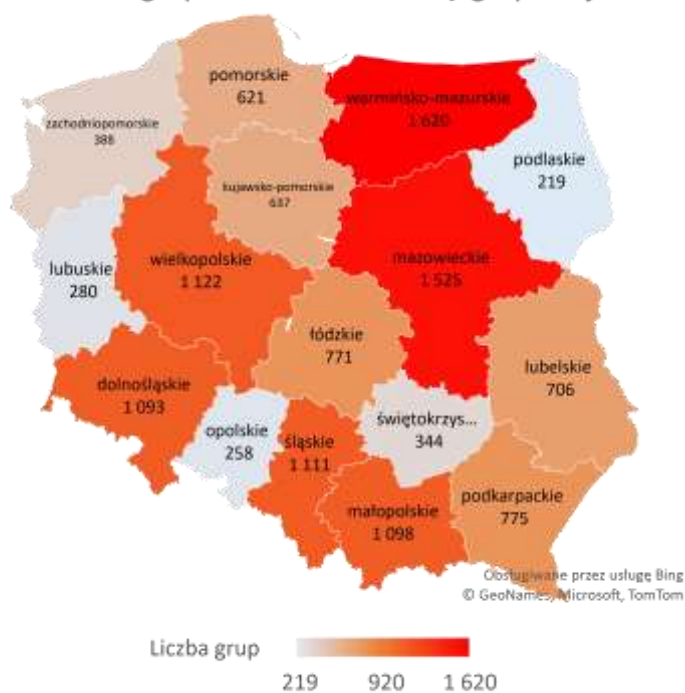 pomorskie
621
warmińsko-mazurskie
1 620
zachodniopomorskie
388
podlaskie
219
kujawsko-pomorskie
637
wielkopolskie
1 122
mazowieckie
1 525
lubuskie
280
łódzkie
771
lubelskie
706
dolnośląskie
1 093
świętokrzys...
344
opolskie
258
śląskie
1 111
podkarpackie
775
małopolskie
1 098
Obsługiwane przez usługę Bing
© GeoNames, Microsoft, TomTom
Liczba grup
219 920 1 620